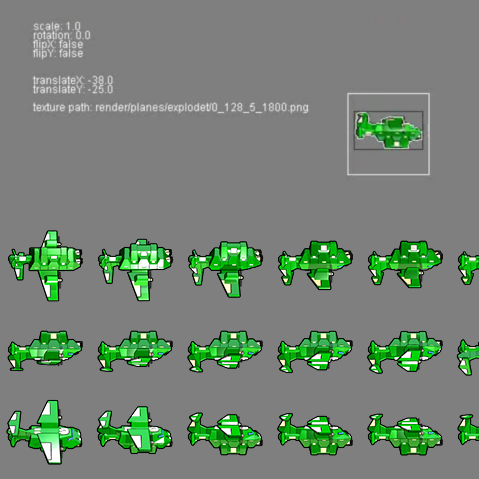 scale: 1.0
rotation: 0.0
flipX: false
flipY: false
translateX: -38.0
translateY: -25.0
texture path: render/planes/explodet/0_128_5_1800.png